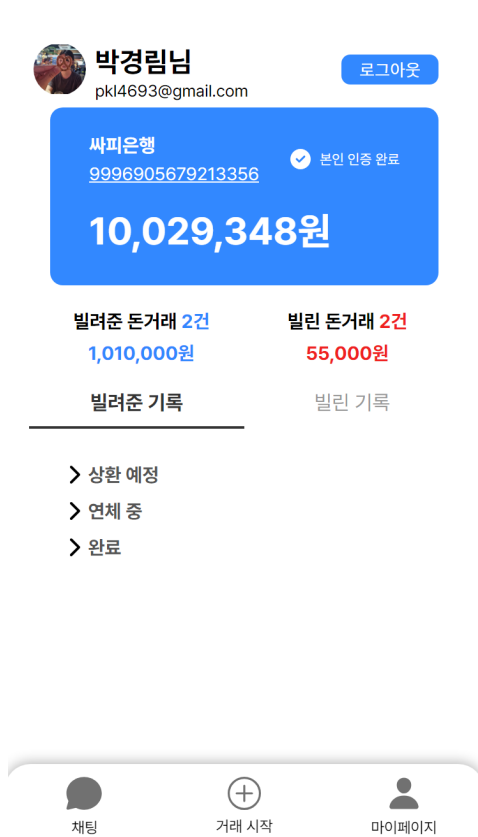 박경림님
로그아웃
pkl4693@gmail.com
싸피은행
본인 인증 완료
9996905679213356
10,029,348원
빌려준 돈거래 2건
빌린 돈거래 2건
1,010,000원
55,000원
빌려준 기록
빌린 기록
상환 예정
연체 중
완료
채팅
거래 시작
마이페이지